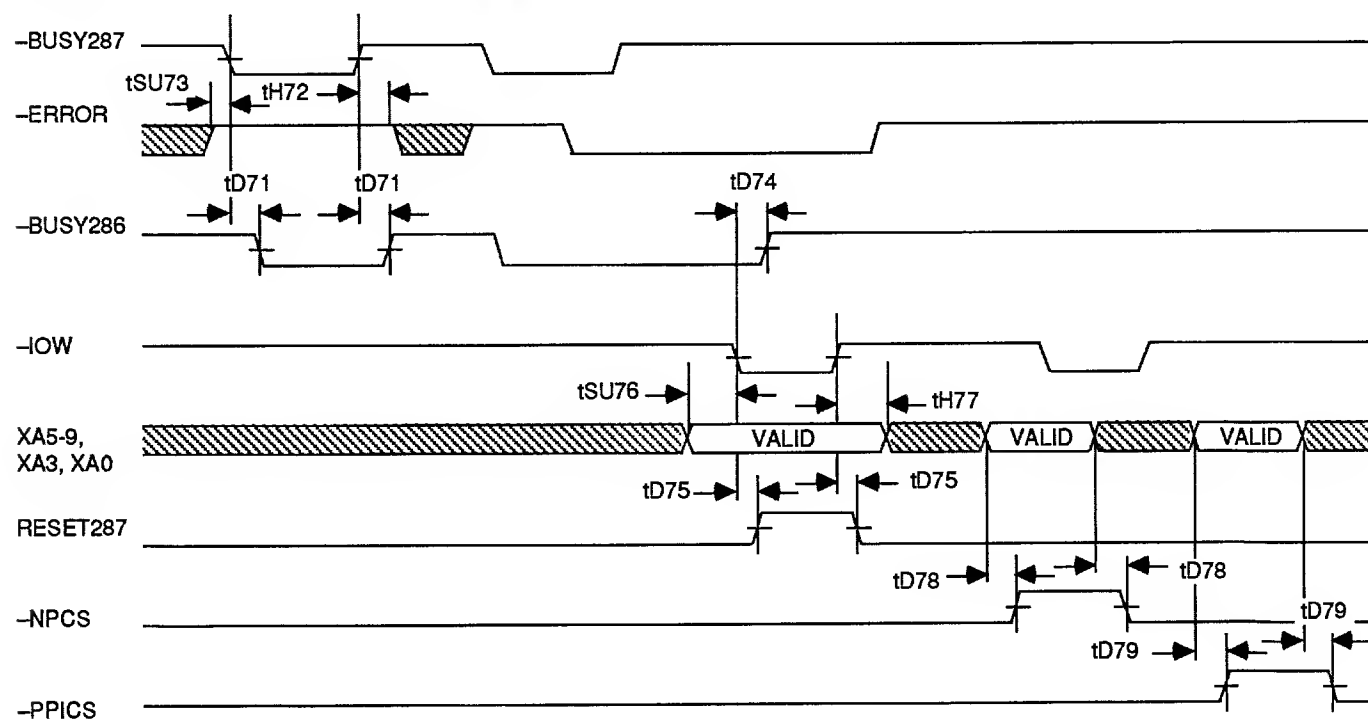 –BUSY287
tSU73
tH72
–ERROR
tD71
tD71
tD74
–BUSY286
–IOW
tSU76
tH77
XA5-9,
XA3, XA0
VALID
VALID
VALID
tD75
tD75
RESET287
tD78
tD78
–NPCS
tD79
tD79
–PPICS